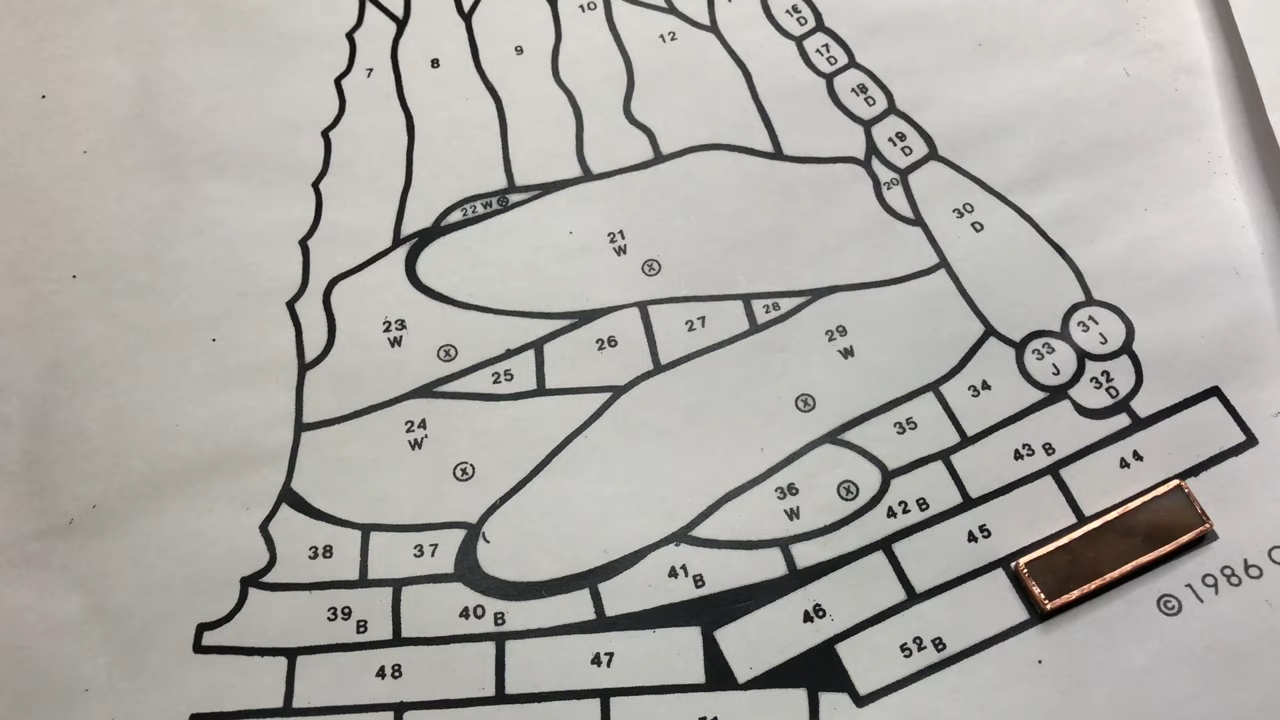 16
D
10
17
D
12
9
8
7
18
D
19
D
20
22 W X
30
D
21
W
X
23
W
X
28
27
26
25
29
W
X
31
J
33
J
32
D
34
35
24
W
X
43 B
44
36
W
X
42 B
45
38
37
41 B
46
39 B
40 B
52 B
48
47
© 1986